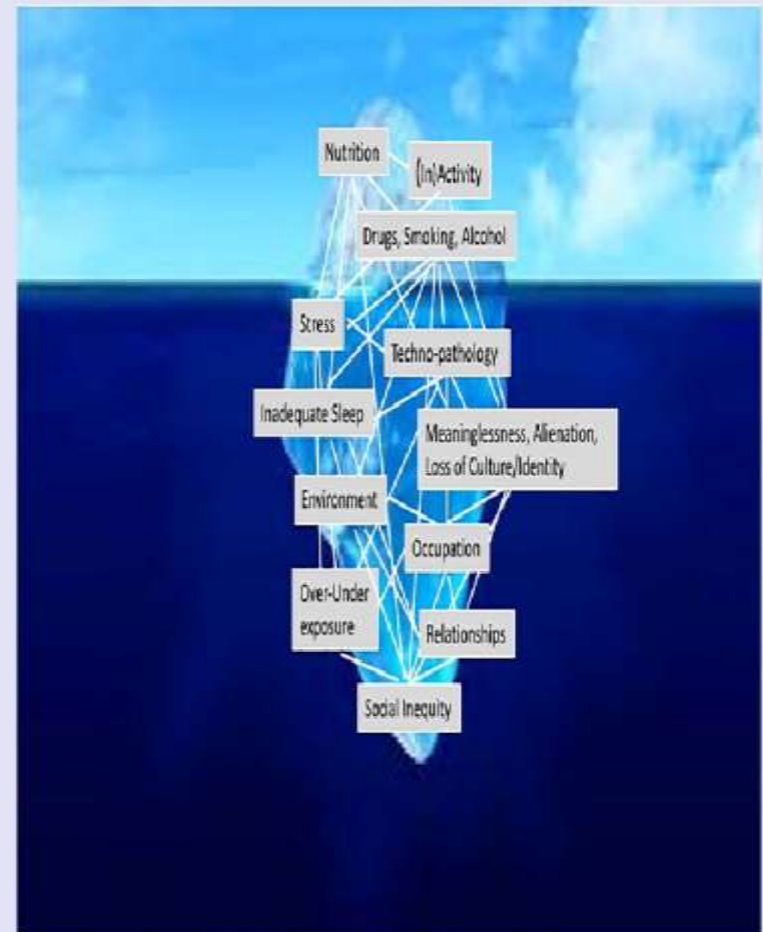 Nutrition
(In)Activity
Drugs, Smoking, Alcohol
Stress
Techno-pathology
Inadequate Sleep
Meaninglessness, Alienation,
Loss of Culture/Identity
Environment
Occupation
Over-Under
exposure
Relationships
Social Inequity